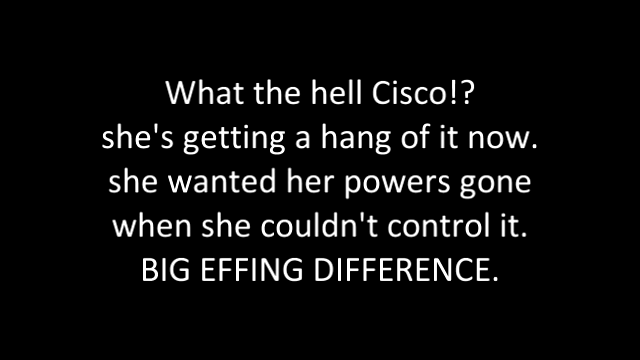 What the hell Cisco!?
she's getting a hang of it now.
she wanted her powers gone
when she couldn't control it.
BIG EFFING DIFFERENCE.